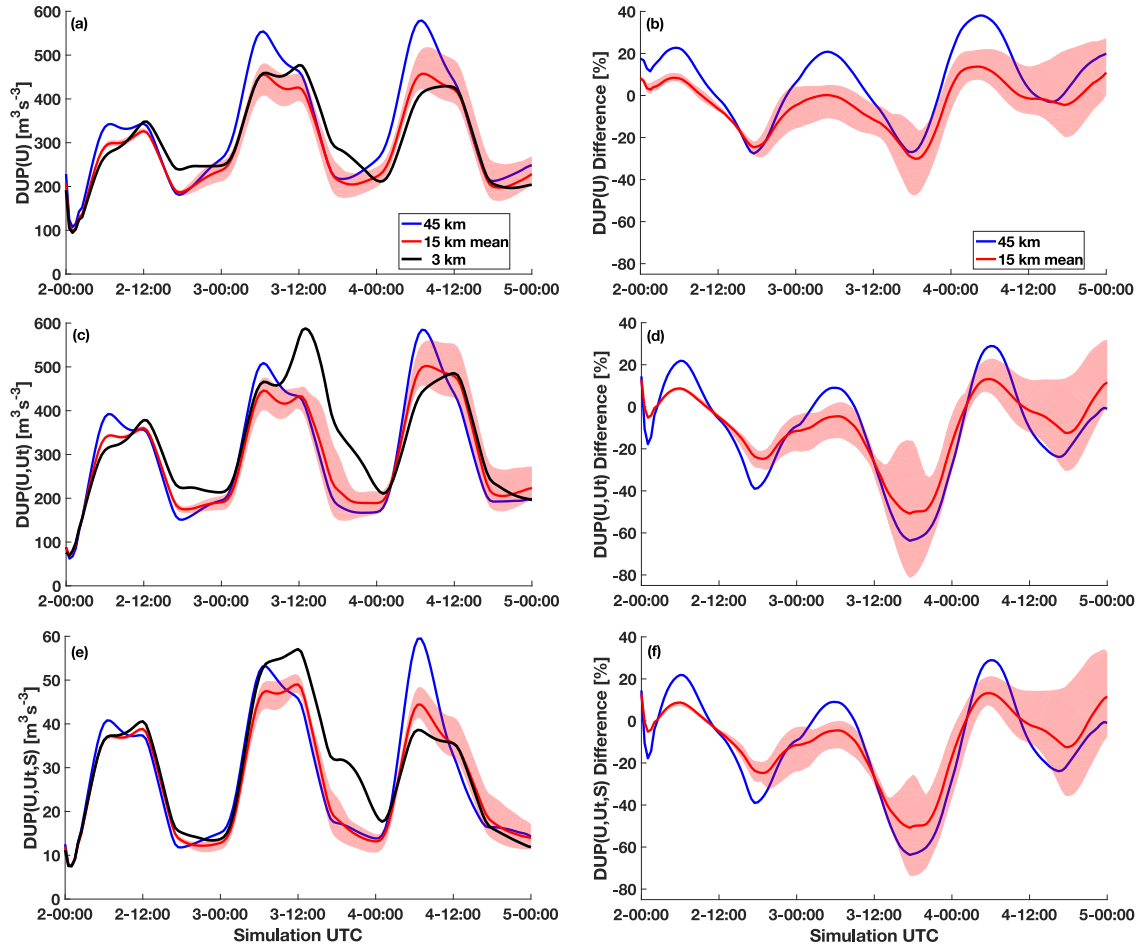 (a)
DUP(U) [m³s⁻³]
600
500
400
300
200
100
0
45 km
15 km mean
3 km
2-00:00 2-12:00 3-00:00 3-12:00 4-00:00 4-12:00 5-00:00
(b)
DUP(U) Difference [%]
40
20
0
-20
-40
-60
-80
45 km
15 km mean
2-00:00 2-12:00 3-00:00 3-12:00 4-00:00 4-12:00 5-00:00
(c)
DUP(U,Ut) [m³s⁻³]
600
500
400
300
200
100
0
2-00:00 2-12:00 3-00:00 3-12:00 4-00:00 4-12:00 5-00:00
(d)
DUP(U,Ut) Difference [%]
40
20
0
-20
-40
-60
-80
2-00:00 2-12:00 3-00:00 3-12:00 4-00:00 4-12:00 5-00:00
(e)
DUP(U,Ut,S) [m³s⁻³]
60
50
40
30
20
10
0
2-00:00 2-12:00 3-00:00 3-12:00 4-00:00 4-12:00 5-00:00
Simulation UTC
(f)
DUP(U,Ut,S) Difference [%]
40
20
0
-20
-40
-60
-80
2-00:00 2-12:00 3-00:00 3-12:00 4-00:00 4-12:00 5-00:00
Simulation UTC